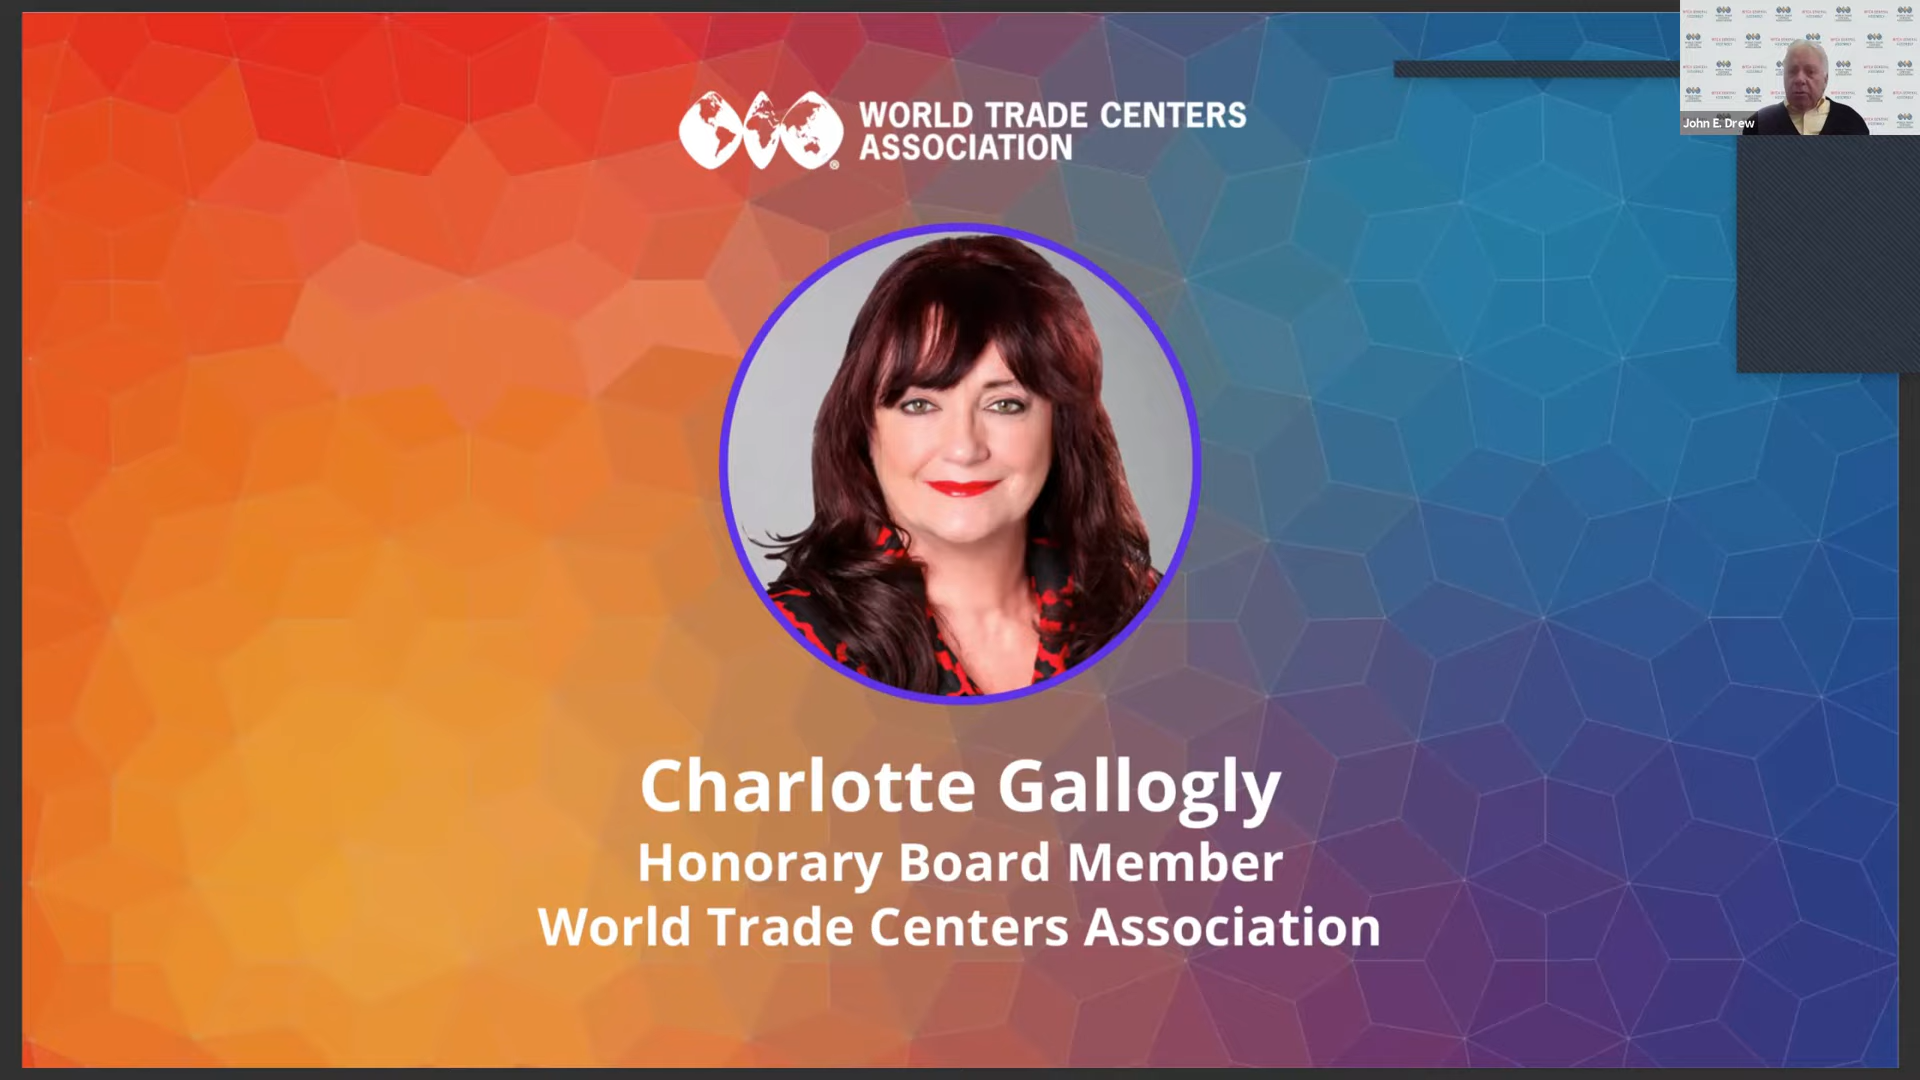 WORLD TRADE CENTERS
ASSOCIATION
®
John E. Drew
Charlotte Gallogly
Honorary Board Member
World Trade Centers Association